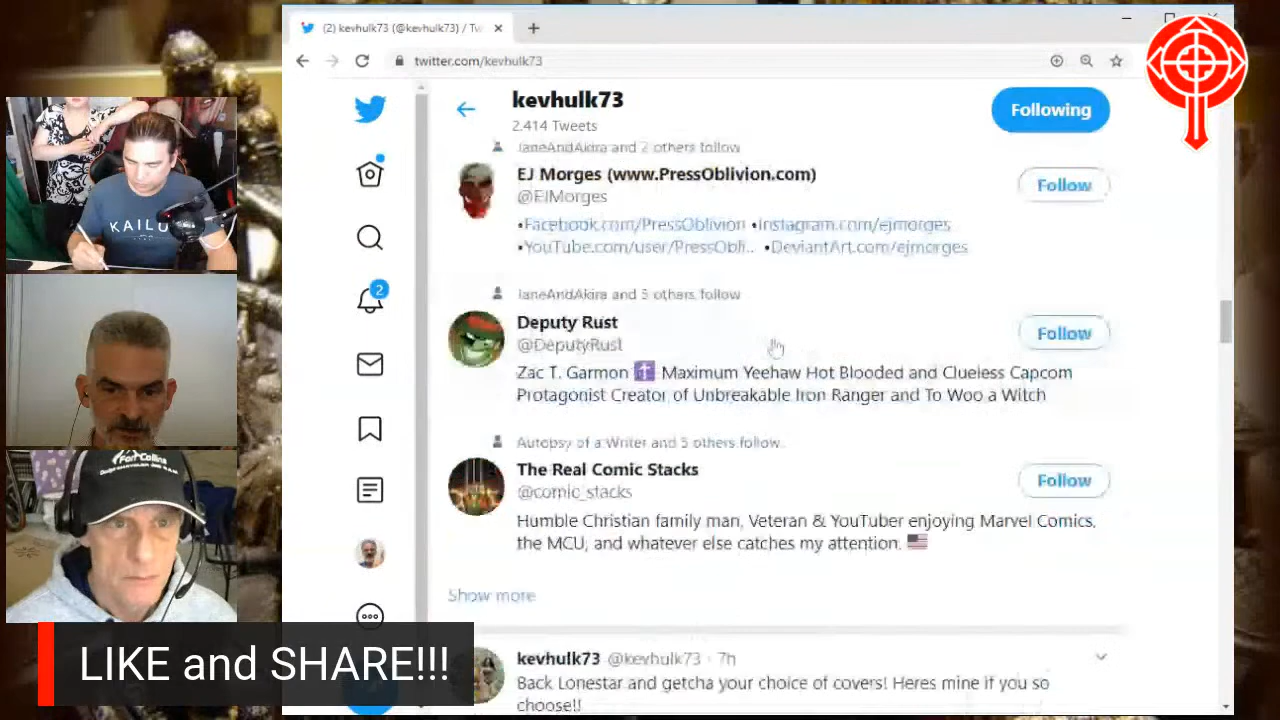 (2) kevhulk73 (@kevhulk73) / Tw
twitter.com/kevhulk73
kevhulk73
2.414 Tweets
Following
JaneAndAkira and 2 others follow
EJ Morges (www.PressOblivion.com)
@EJMorges
Follow
•Facebook.com/PressOblivion •Instagram.com/ejmorges
•YouTube.com/user/PressObli... •DeviantArt.com/ejmorges
2
JaneAndAkira and 5 others follow
Deputy Rust
@DeputyRust
Follow
Zac T. Garmon ✝️ Maximum Yeehaw Hot Blooded and Clueless Capcom
Protagonist Creator of Unbreakable Iron Ranger and To Woo a Witch
Autopsy of a Writer and 5 others follow
The Real Comic Stacks
@comic_stacks
Follow
Humble Christian family man, Veteran & YouTuber enjoying Marvel Comics,
the MCU, and whatever else catches my attention. 🇺🇸
Show more
kevhulk73 @kevhulk73 · 7h
Back Lonestar and getcha your choice of covers! Heres mine if you so
choose!!
KAILU
Fort Collins
LIKE and SHARE!!!